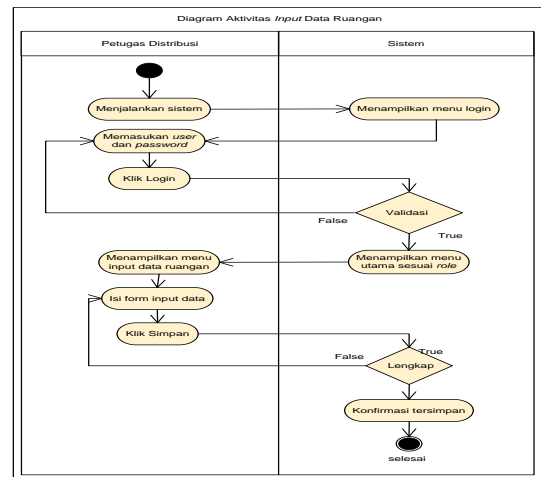 Diagram Aktivitas Input Data Ruangan
Petugas Distribusi
Sistem
Menjalankan sistem
Menampilkan menu login
Memasukan user
dan password
Klik Login
Validasi
False
True
Menampilkan menu
input data ruangan
Menampilkan menu
utama sesuai role
Isi form input data
Klik Simpan
False
True
Lengkap
Konfirmasi tersimpan
selesai